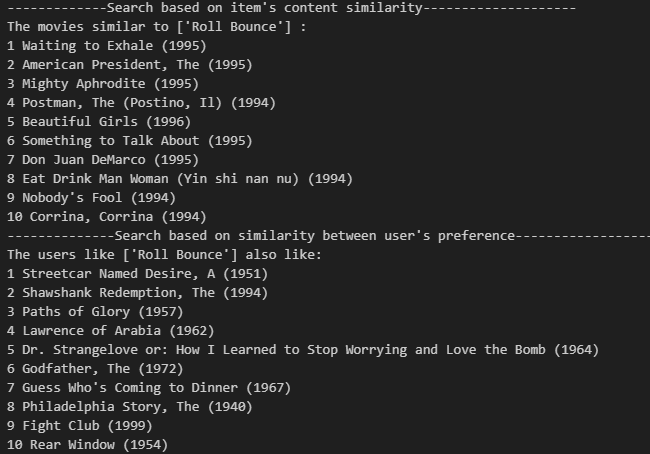 -------------Search based on item's content similarity--------------------
The movies similar to ['Roll Bounce'] :
1 Waiting to Exhale (1995)
2 American President, The (1995)
3 Mighty Aphrodite (1995)
4 Postman, The (Postino, Il) (1994)
5 Beautiful Girls (1996)
6 Something to Talk About (1995)
7 Don Juan DeMarco (1995)
8 Eat Drink Man Woman (Yin shi nan nu) (1994)
9 Nobody's Fool (1994)
10 Corrina, Corrina (1994)
--------------Search based on similarity between user's preference------------------
The users like ['Roll Bounce'] also like:
1 Streetcar Named Desire, A (1951)
2 Shawshank Redemption, The (1994)
3 Paths of Glory (1957)
4 Lawrence of Arabia (1962)
5 Dr. Strangelove or: How I Learned to Stop Worrying and Love the Bomb (1964)
6 Godfather, The (1972)
7 Guess Who's Coming to Dinner (1967)
8 Philadelphia Story, The (1940)
9 Fight Club (1999)
10 Rear Window (1954)